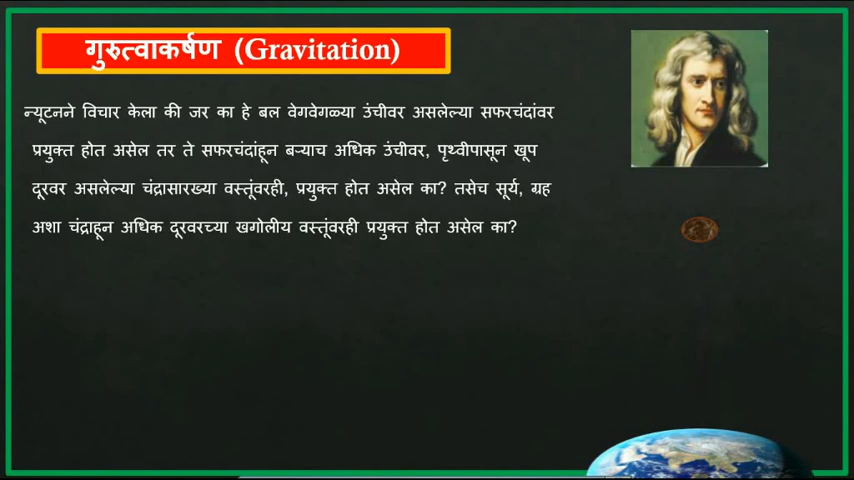 गुरुत्वाकर्षण (Gravitation)
न्यूटनने विचार केला की जर का हे बल वेगवेगळ्या उंचीवर असलेल्या सफरचंदांवर
प्रयुक्त होत असेल तर ते सफरचंदांहून बऱ्याच अधिक उंचीवर, पृथ्वीपासून खूप
दूरवर असलेल्या चंद्रासारख्या वस्तूंवरही, प्रयुक्त होत असेल का? तसेच सूर्य, ग्रह
अशा चंद्राहून अधिक दूरवरच्या खगोलीय वस्तूंवरही प्रयुक्त होत असेल का?